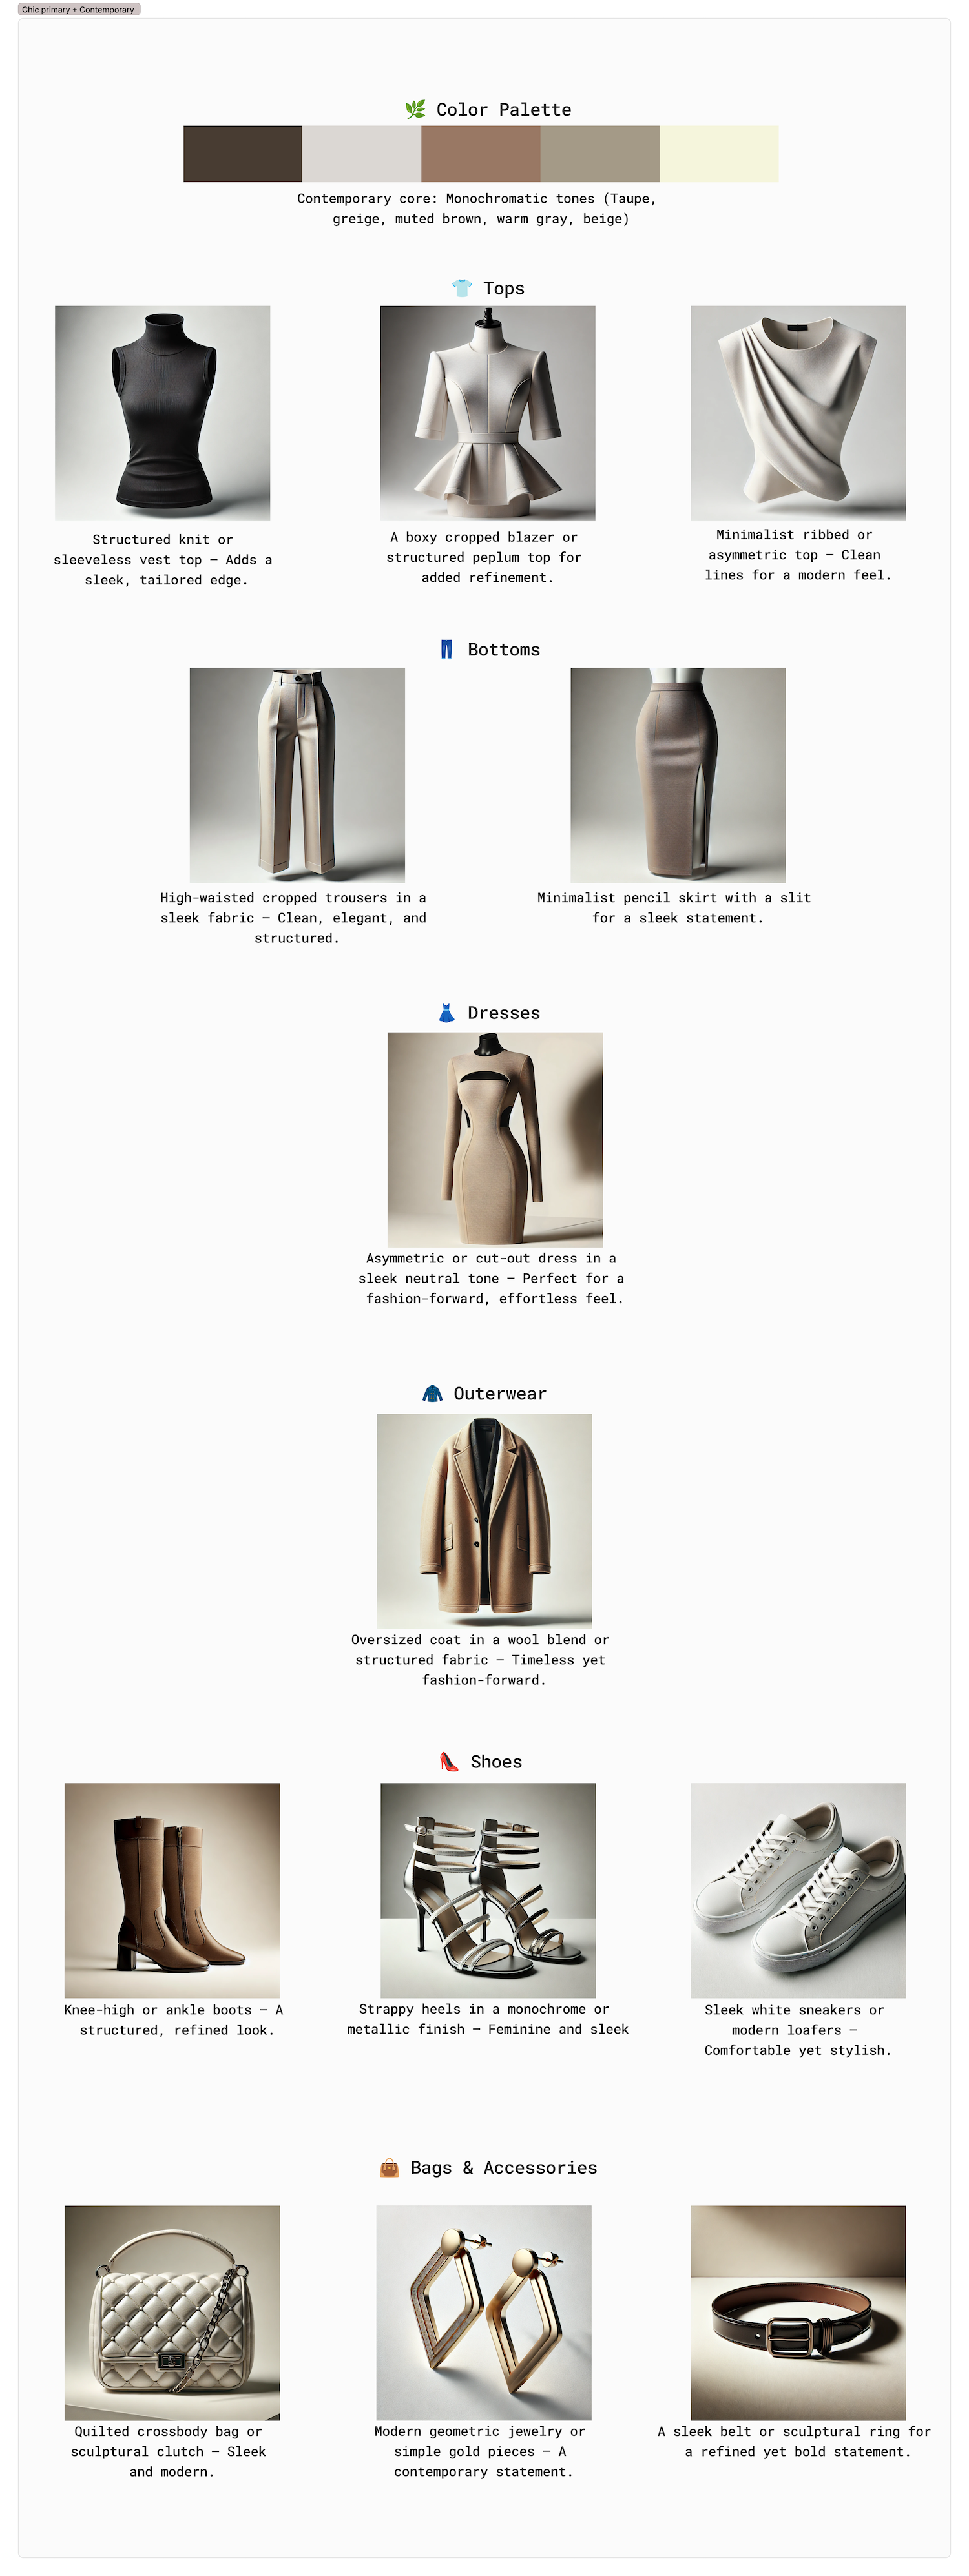 Chic primary + Contemporary
🌿 Color Palette
Contemporary core: Monochromatic tones (Taupe,
greige, muted brown, warm gray, beige)
👕 Tops
Structured knit or
sleeveless vest top — Adds a
sleek, tailored edge.
A boxy cropped blazer or
structured peplum top for
added refinement.
Minimalist ribbed or
asymmetric top — Clean
lines for a modern feel.
👖 Bottoms
High-waisted cropped trousers in a
sleek fabric — Clean, elegant, and
structured.
Minimalist pencil skirt with a slit
for a sleek statement.
👗 Dresses
Asymmetric or cut-out dress in a
sleek neutral tone — Perfect for a
fashion-forward, effortless feel.
🧥 Outerwear
Oversized coat in a wool blend or
structured fabric — Timeless yet
fashion-forward.
👠 Shoes
Knee-high or ankle boots — A
structured, refined look.
Strappy heels in a monochrome or
metallic finish — Feminine and sleek
Sleek white sneakers or
modern loafers —
Comfortable yet stylish.
👜 Bags & Accessories
Quilted crossbody bag or
sculptural clutch — Sleek
and modern.
Modern geometric jewelry or
simple gold pieces — A
contemporary statement.
A sleek belt or sculptural ring for
a refined yet bold statement.